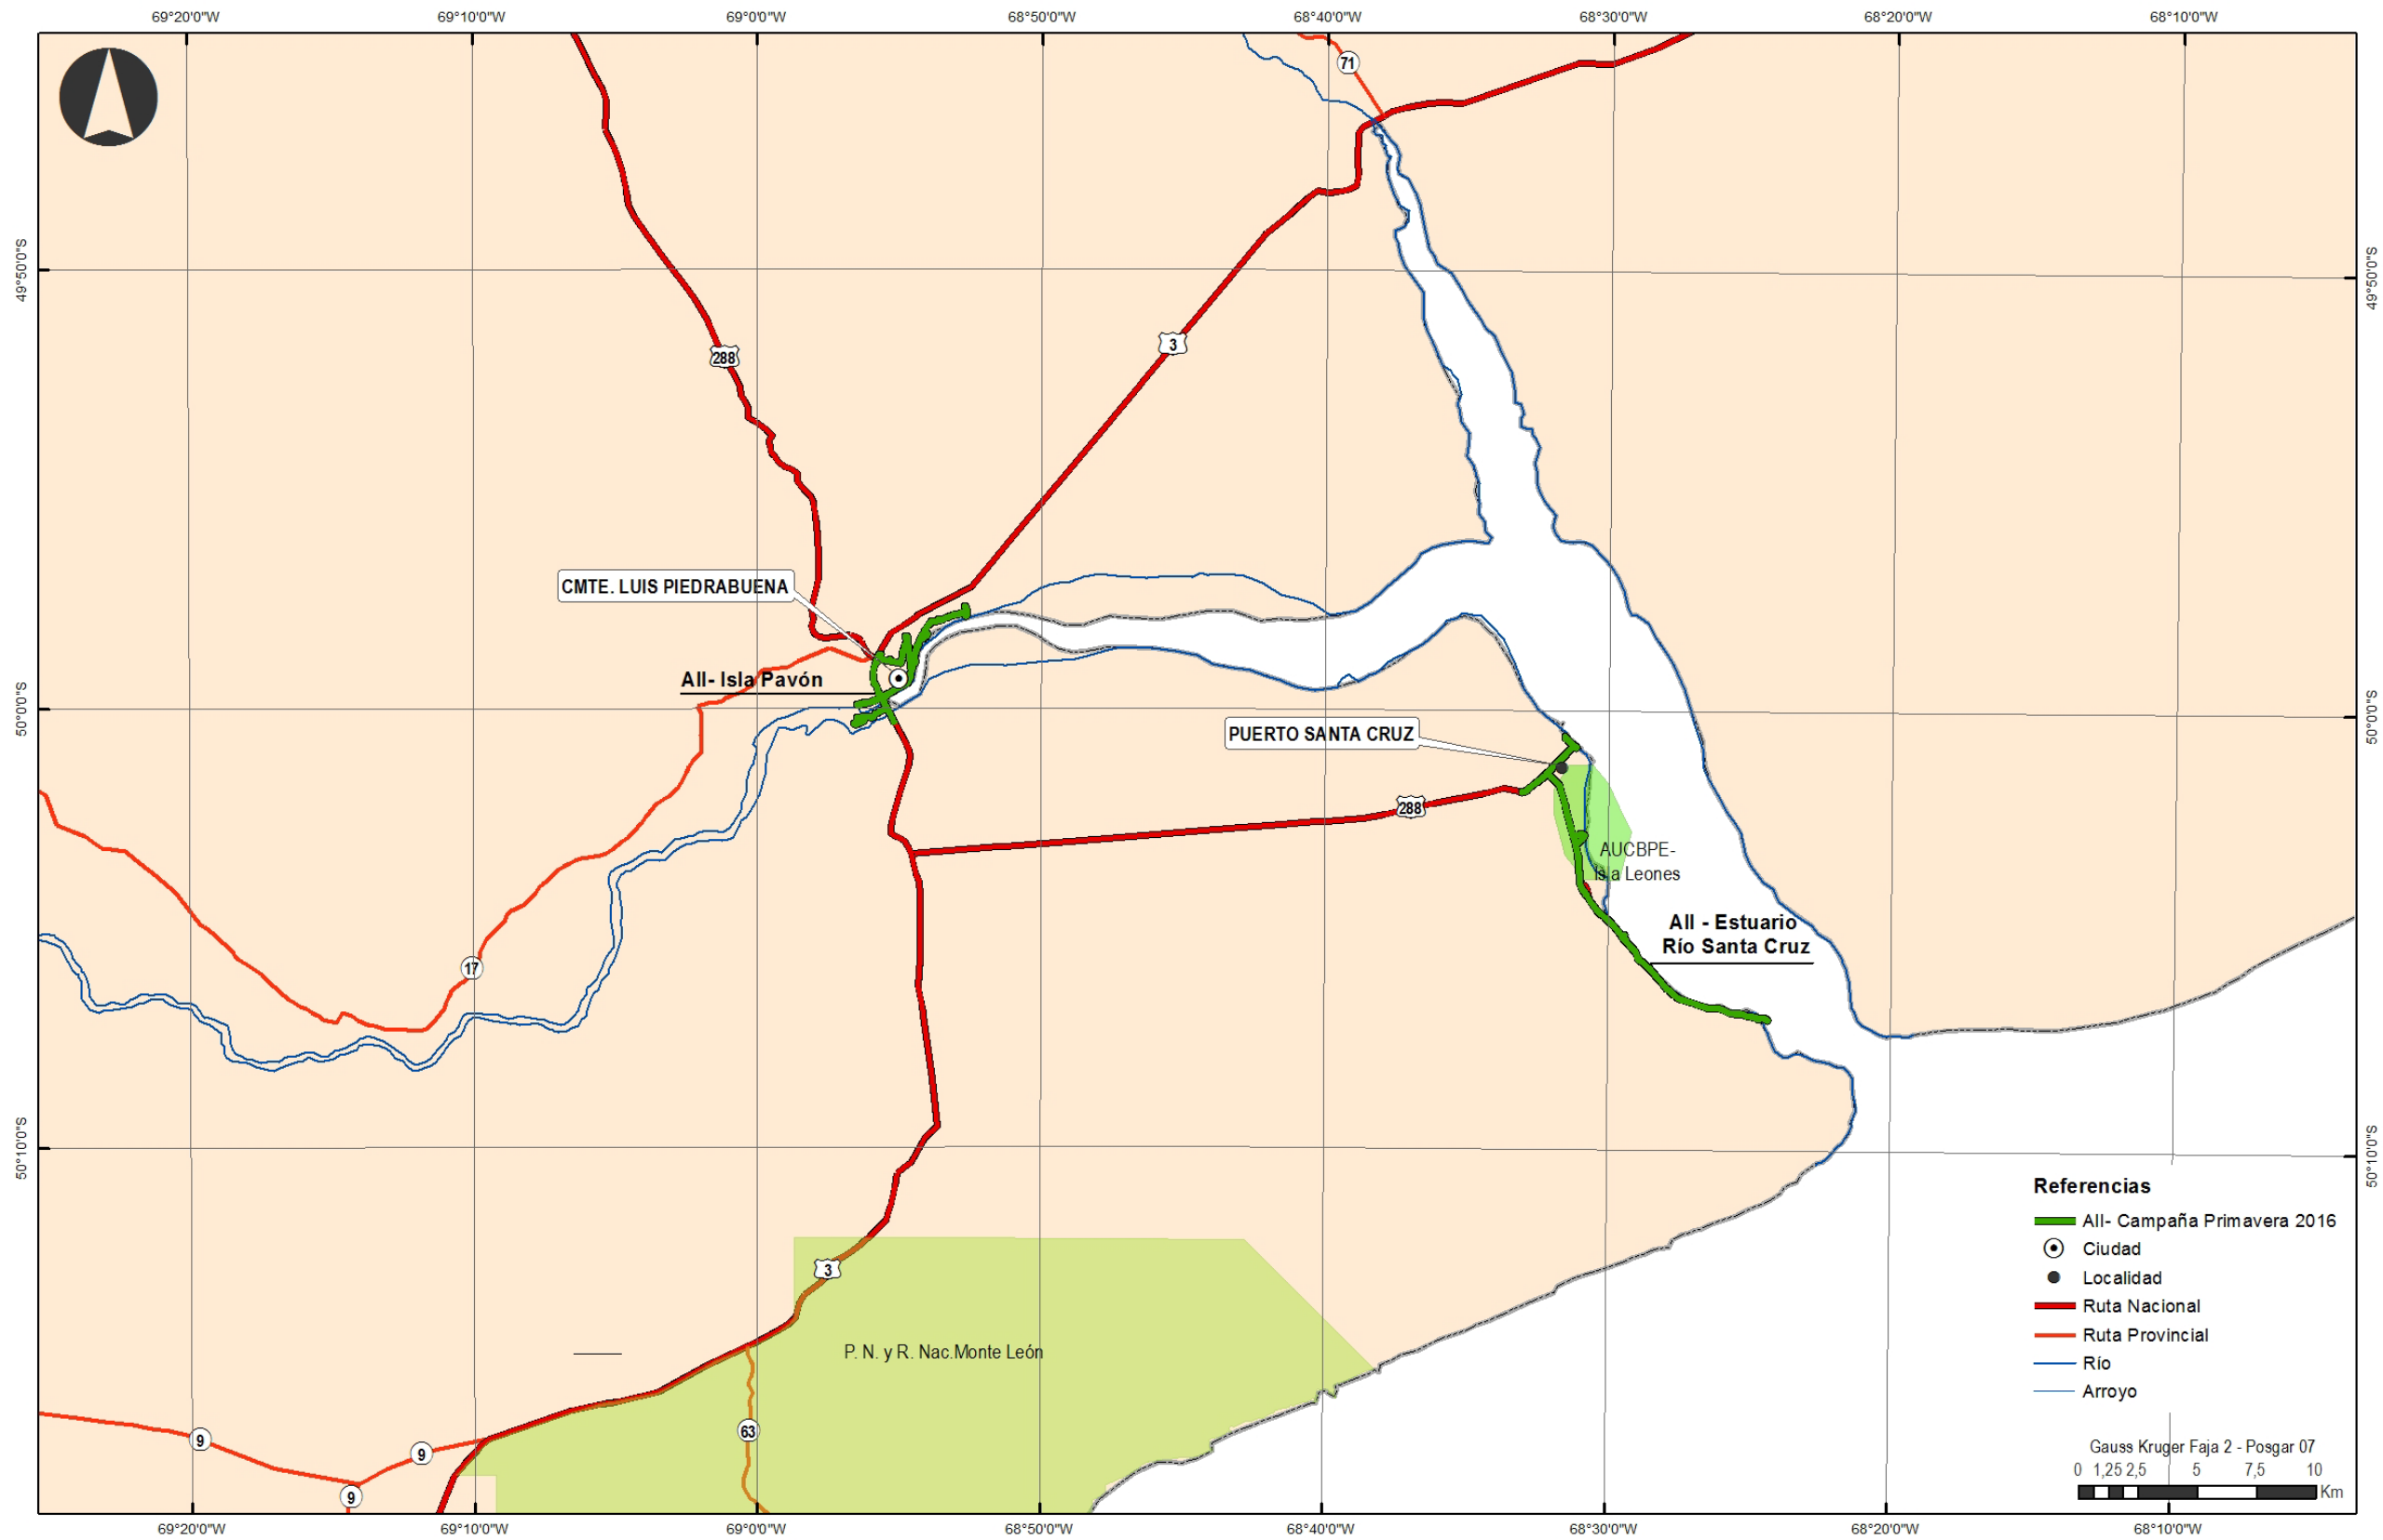 69°20'0"W 69°10'0"W 69°0'0"W 68°50'0"W 68°40'0"W 68°30'0"W 68°20'0"W 68°10'0"W
71
49°50'0"S 49°50'0"S
3
288
CMTE. LUIS PIEDRABUENA
AII- Isla Pavón
50°0'0"S 50°0'0"S
PUERTO SANTA CRUZ
288
AUCBPE-
Isla Leones
AII - Estuario
Río Santa Cruz
17
50°10'0"S 50°10'0"S
Referencias
AII- Campaña Primavera 2016
Ciudad
Localidad
Ruta Nacional
Ruta Provincial
Río
Arroyo
3
P. N. y R. Nac.Monte León
63
9
9
9
Gauss Kruger Faja 2 - Posgar 07
0 1,25 2,5 5 7,5 10
Km
69°20'0"W 69°10'0"W 69°0'0"W 68°50'0"W 68°40'0"W 68°30'0"W 68°20'0"W 68°10'0"W